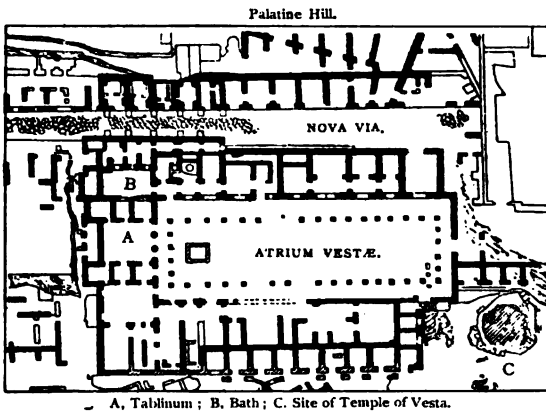 Palatine Hill.
NOVA VIA.
B
A
ATRIUM VESTÆ.
C
A, Tablinum ; B, Bath ; C. Site of Temple of Vesta.